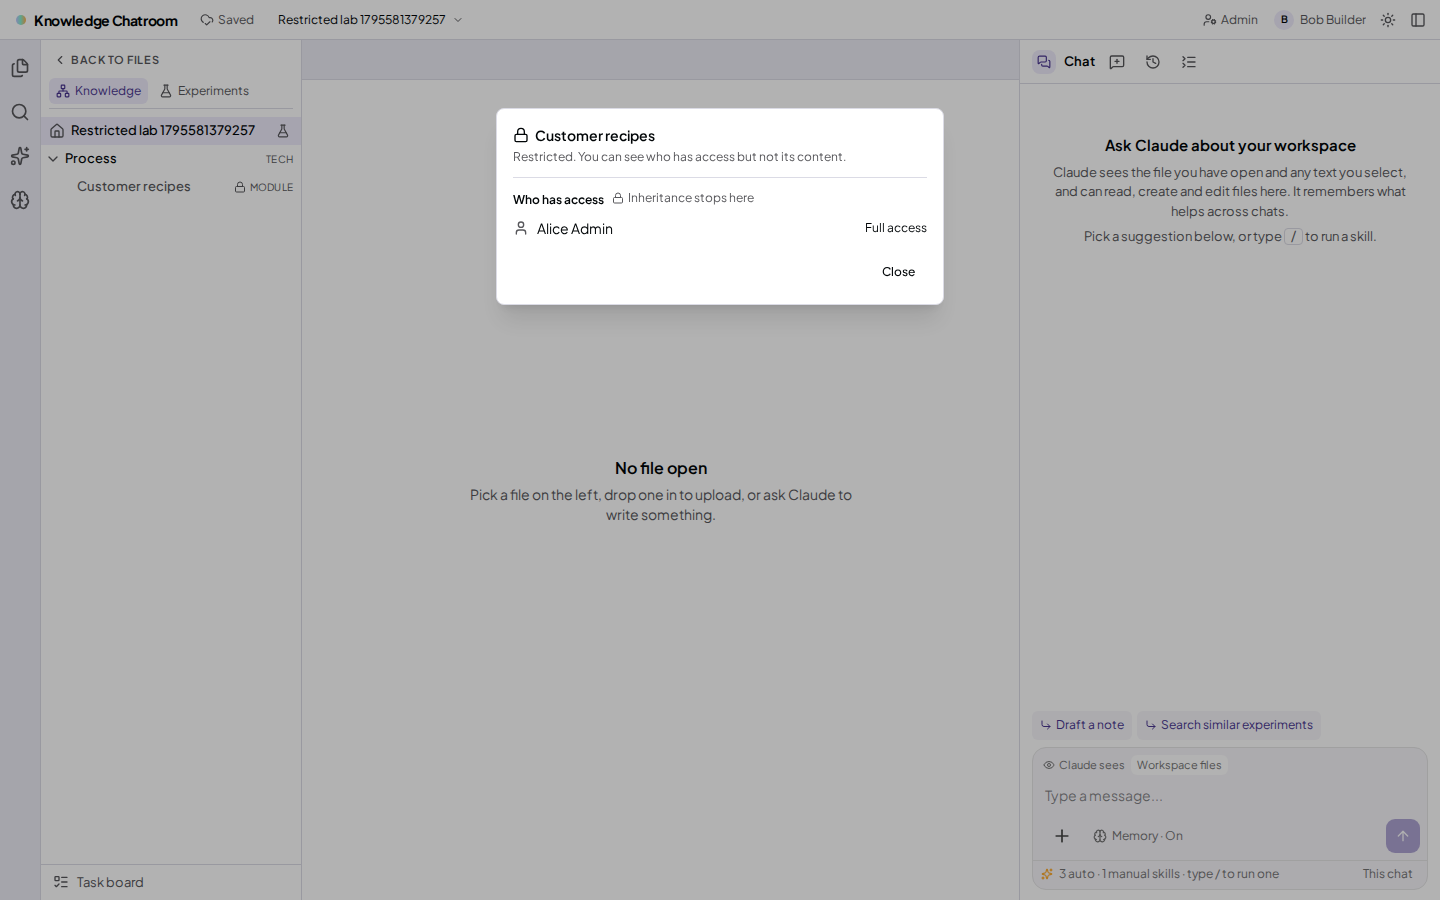 Knowledge Chatroom
Saved
Restricted lab 1795581379257
Admin
B
Bob Builder
BACK TO FILES
Knowledge
Experiments
Restricted lab 1795581379257
Process
TECH
Customer recipes
MODULE
Task board
Customer recipes
Restricted. You can see who has access but not its content.
Who has access
Inheritance stops here
Alice Admin
Full access
Close
No file open
Pick a file on the left, drop one in to upload, or ask Claude to
write something.
Chat
Ask Claude about your workspace
Claude sees the file you have open and any text you select,
and can read, create and edit files here. It remembers what
helps across chats.
Pick a suggestion below, or type / to run a skill.
Draft a note
Search similar experiments
Claude sees
Workspace files
Type a message...
Memory · On
3 auto · 1 manual skills · type / to run one
This chat